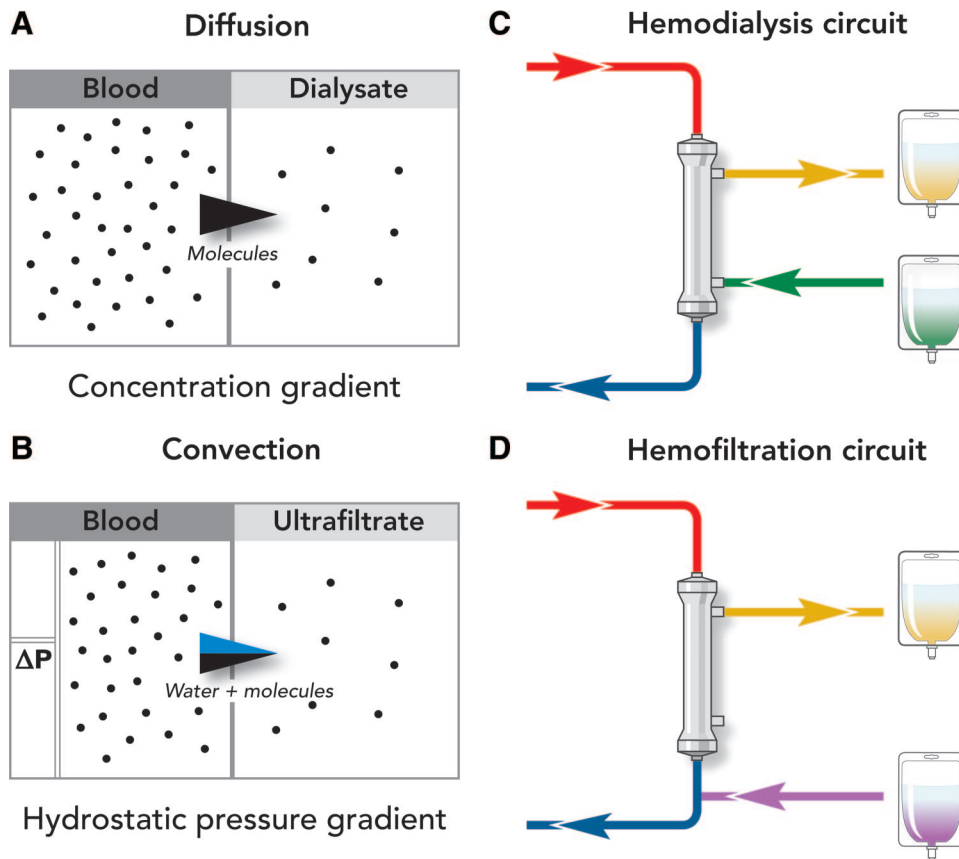 A
Diffusion
Blood
Dialysate
Molecules
Concentration gradient
B
Convection
Blood
Ultrafiltrate
ΔP
Water + molecules
Hydrostatic pressure gradient
C
Hemodialysis circuit
D
Hemofiltration circuit